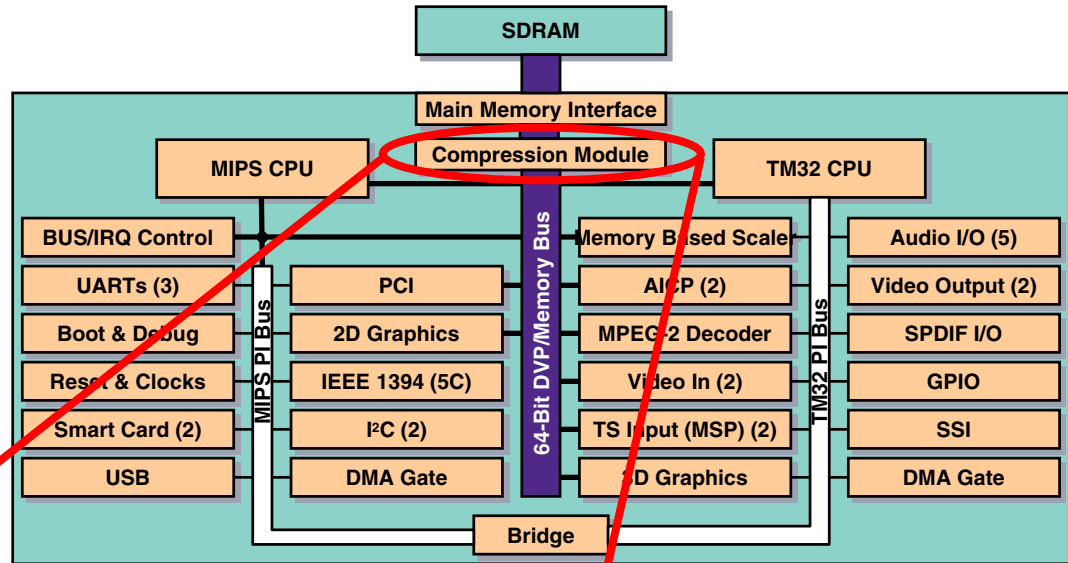 SDRAM
Main Memory Interface
Compression Module
MIPS CPU
TM32 CPU
BUS/IRQ Control
UARTs (3)
Boot & Debug
Reset & Clocks
Smart Card (2)
USB
MIPS PI Bus
PCI
2D Graphics
IEEE 1394 (5C)
I²C (2)
DMA Gate
64-Bit DVP/Memory Bus
Memory Based Scaler
AICP (2)
MPEG-2 Decoder
Video In (2)
TS Input (MSP) (2)
3D Graphics
TM32 PI Bus
Audio I/O (5)
Video Output (2)
SPDIF I/O
GPIO
SSI
DMA Gate
Bridge